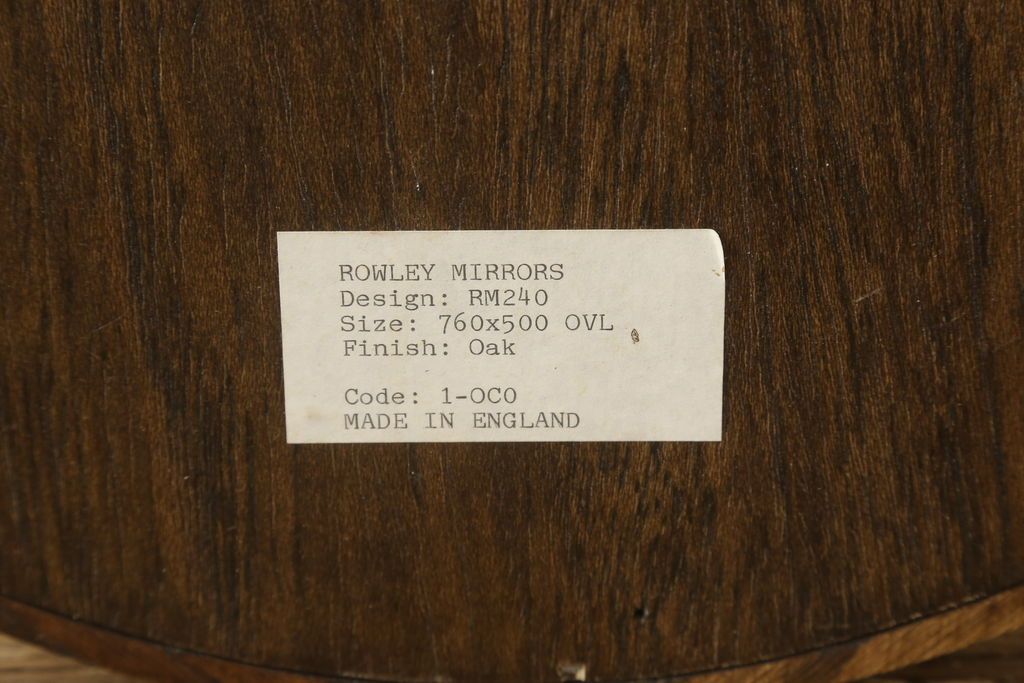 ROWLEY MIRRORS
Design: RM240
Size: 760x500 OVL
Finish: Oak
Code: 1-OC0
MADE IN ENGLAND